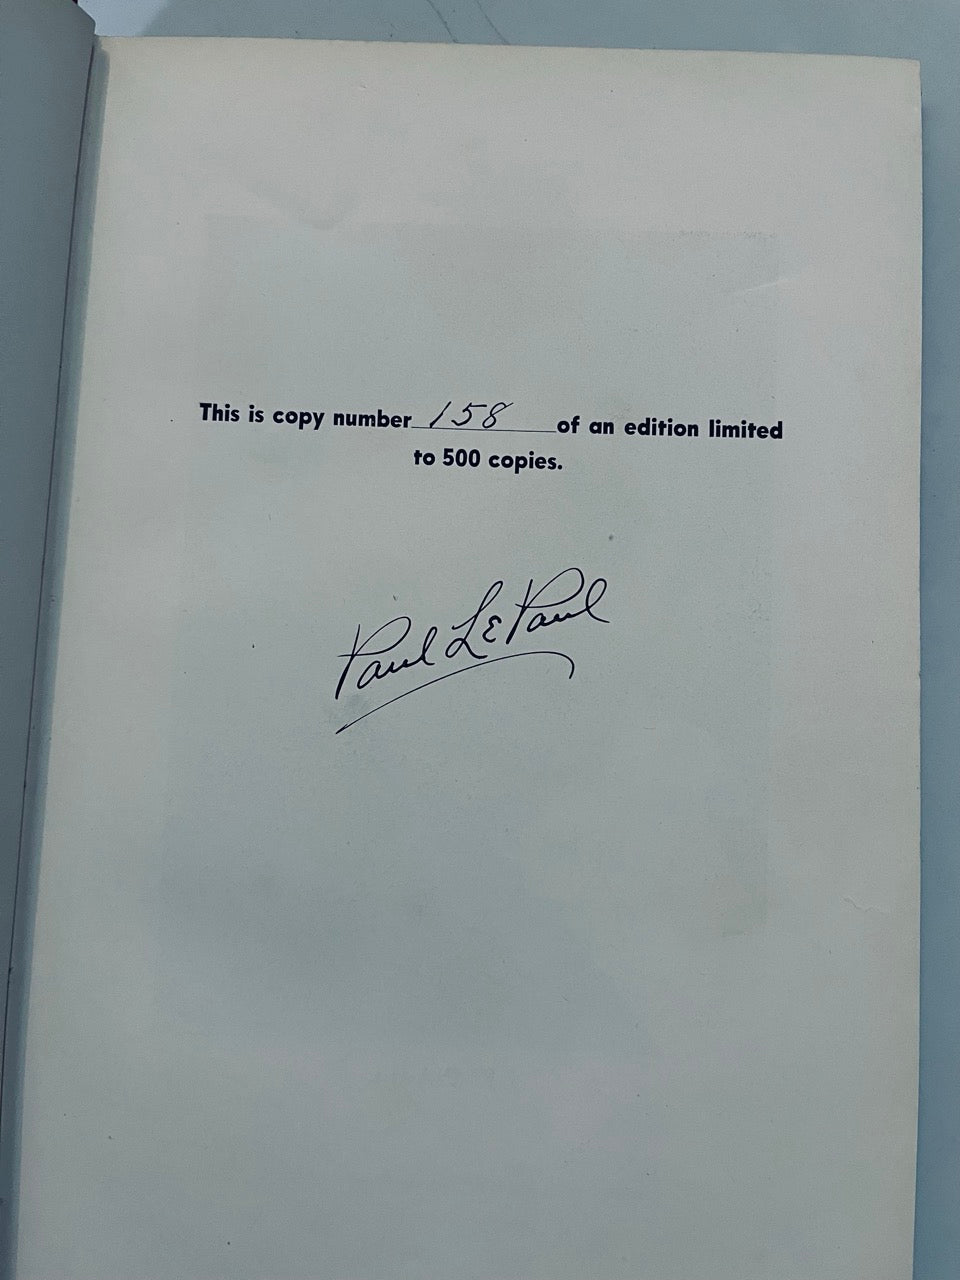 This is copy number 158 of an edition limited
to 500 copies.
Paul LePaul